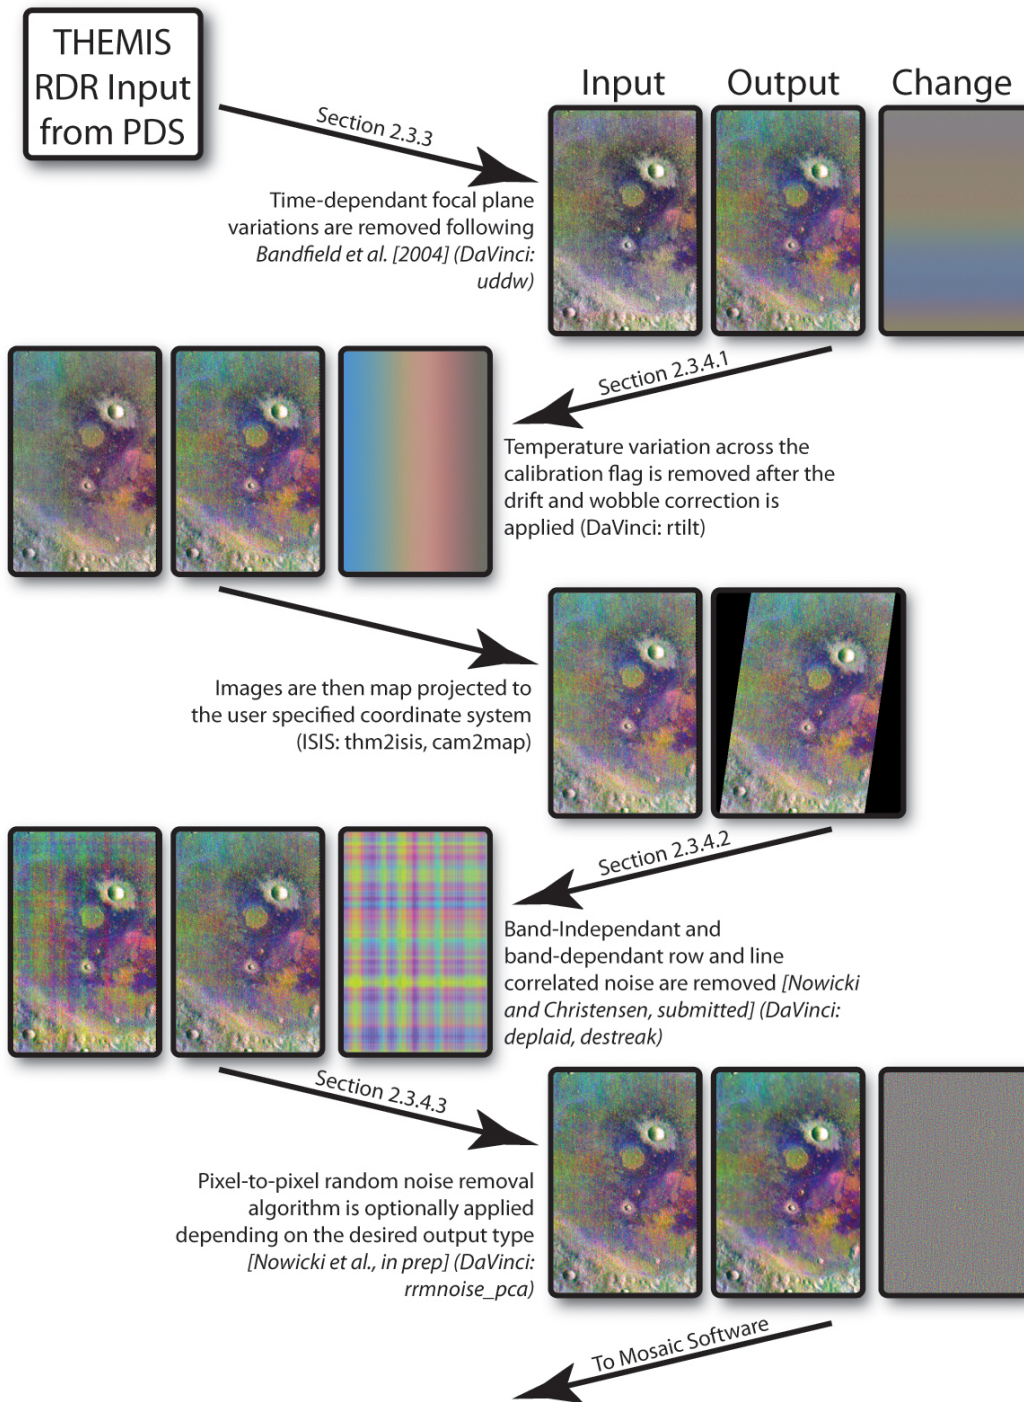 THEMIS
RDR Input
from PDS
Input
Output
Change
Section 2.3.3
Time-dependant focal plane
variations are removed following
Bandfield et al. [2004] (DaVinci:
uddw)
Section 2.3.4.1
Temperature variation across the
calibration flag is removed after the
drift and wobble correction is
applied (DaVinci: rtilt)
Images are then map projected to
the user specified coordinate system
(ISIS: thm2isis, cam2map)
Section 2.3.4.2
Band-Independant and
band-dependant row and line
correlated noise are removed [Nowicki
and Christensen, submitted] (DaVinci:
deplaid, destreak)
Section 2.3.4.3
Pixel-to-pixel random noise removal
algorithm is optionally applied
depending on the desired output type
[Nowicki et al., in prep] (DaVinci:
rrmnoise_pca)
To Mosaic Software